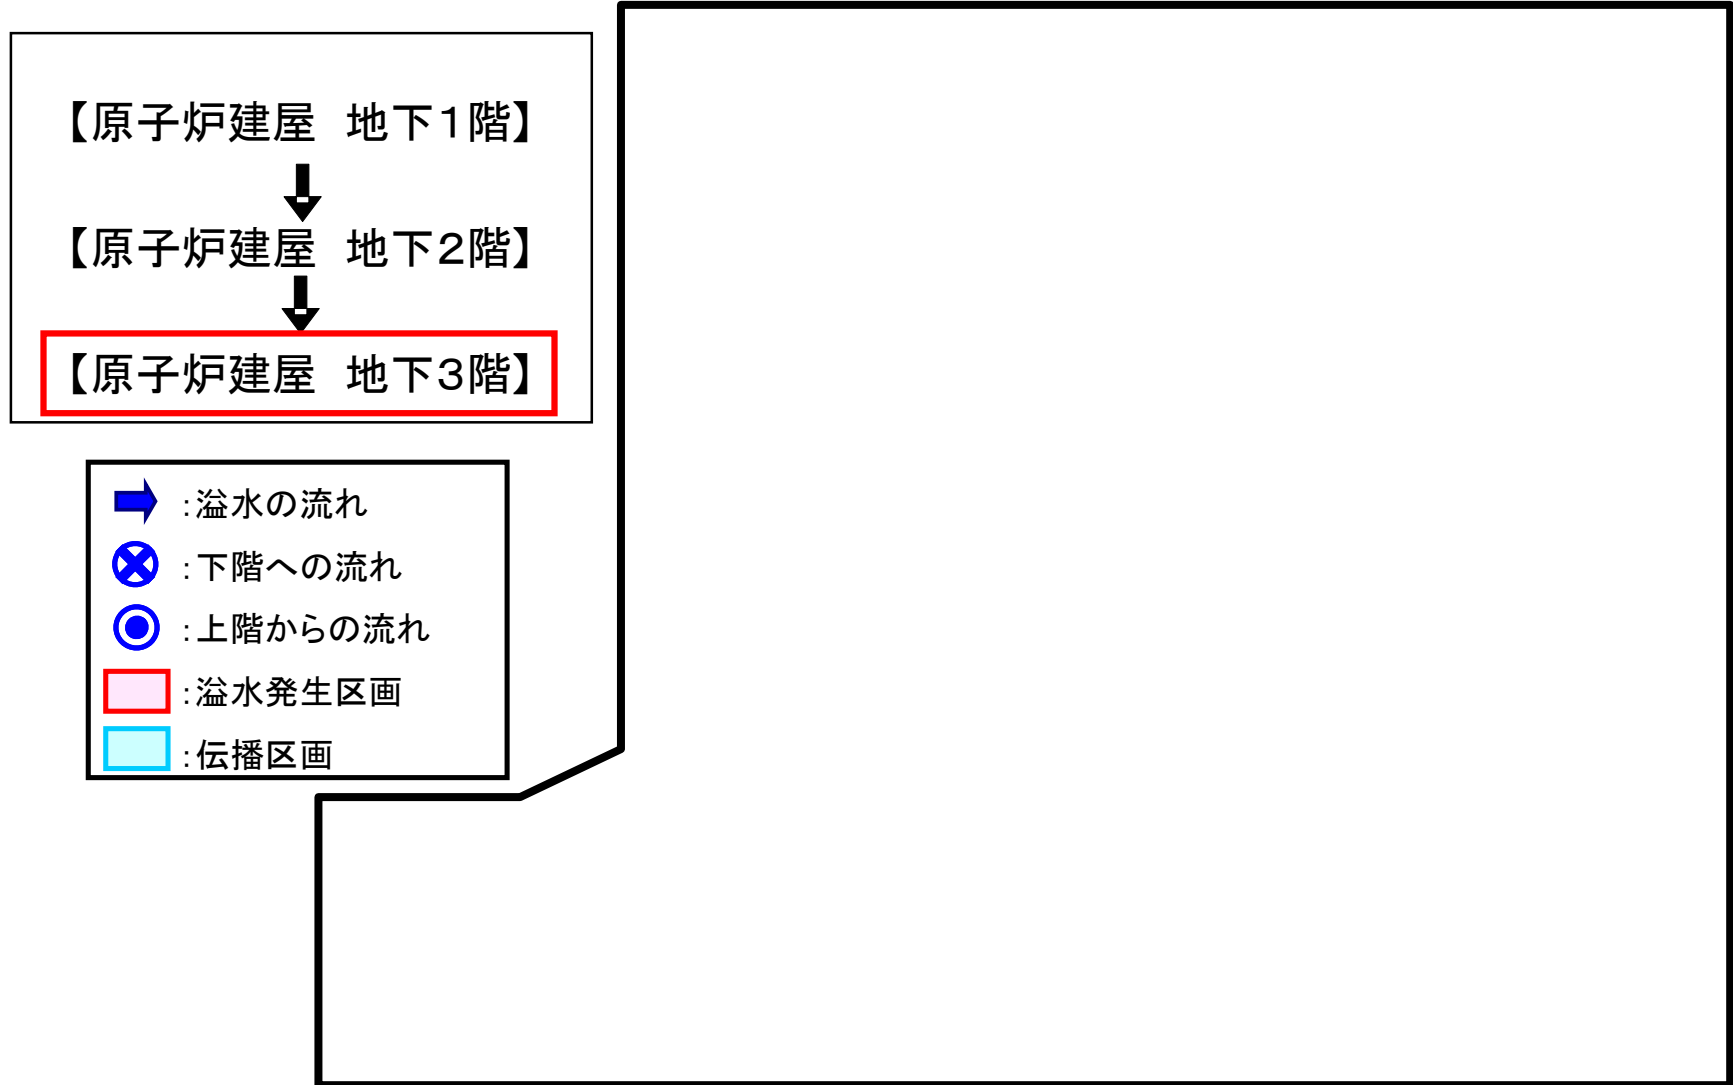 【原子炉建屋　地下１階】
【原子炉建屋　地下２階】
【原子炉建屋　地下３階】
：溢水の流れ
：下階への流れ
：上階からの流れ
：溢水発生区画
：伝播区画